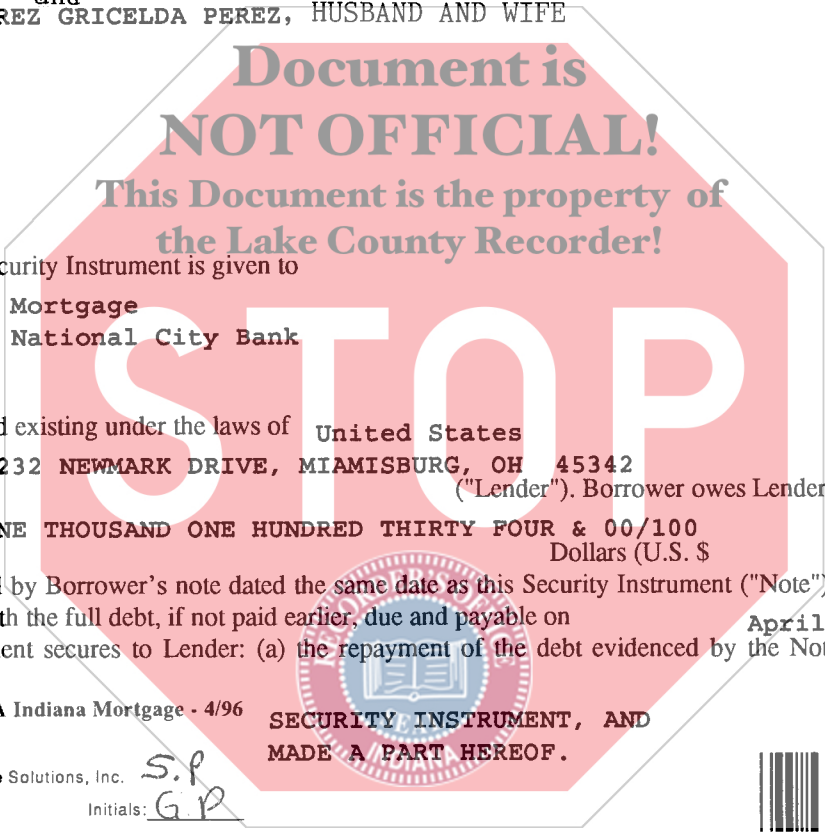 and
REZ GRICELDA PEREZ, HUSBAND AND WIFE
Document is
NOT OFFICIAL!
This Document is the property of
the Lake County Recorder!
curity Instrument is given to
Mortgage
National City Bank
STOP
d existing under the laws of United States
232 NEWMARK DRIVE, MIAMISBURG, OH 45342
("Lender"). Borrower owes Lender
NE THOUSAND ONE HUNDRED THIRTY FOUR & 00/100
Dollars (U.S. $
d by Borrower's note dated the same date as this Security Instrument ("Note")
th the full debt, if not paid earlier, due and payable on April
ent secures to Lender: (a) the repayment of the debt evidenced by the Not
RECORDER'S OFFICE
SEAL
INDIANA
A Indiana Mortgage - 4/96
SECURITY INSTRUMENT, AND
MADE A PART HEREOF.
e Solutions, Inc. S.P
Initials: G P